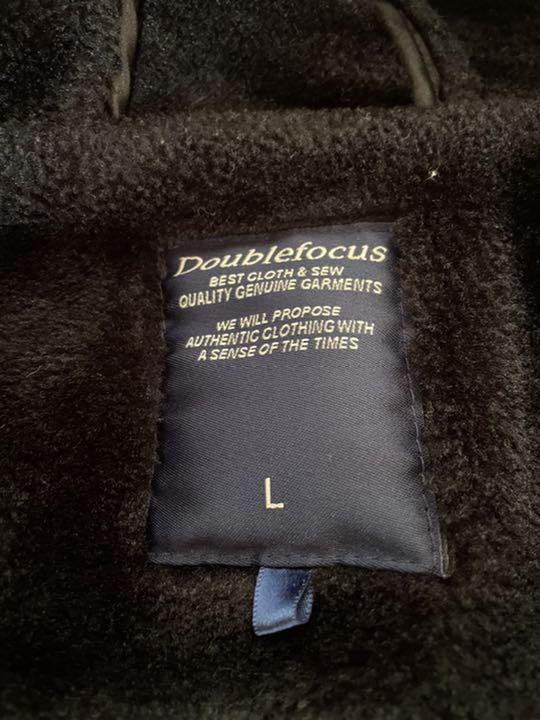 Doublefocus
BEST CLOTH & SEW
QUALITY GENUINE GARMENTS
WE WILL PROPOSE
AUTHENTIC CLOTHING WITH
A SENSE OF THE TIMES
L